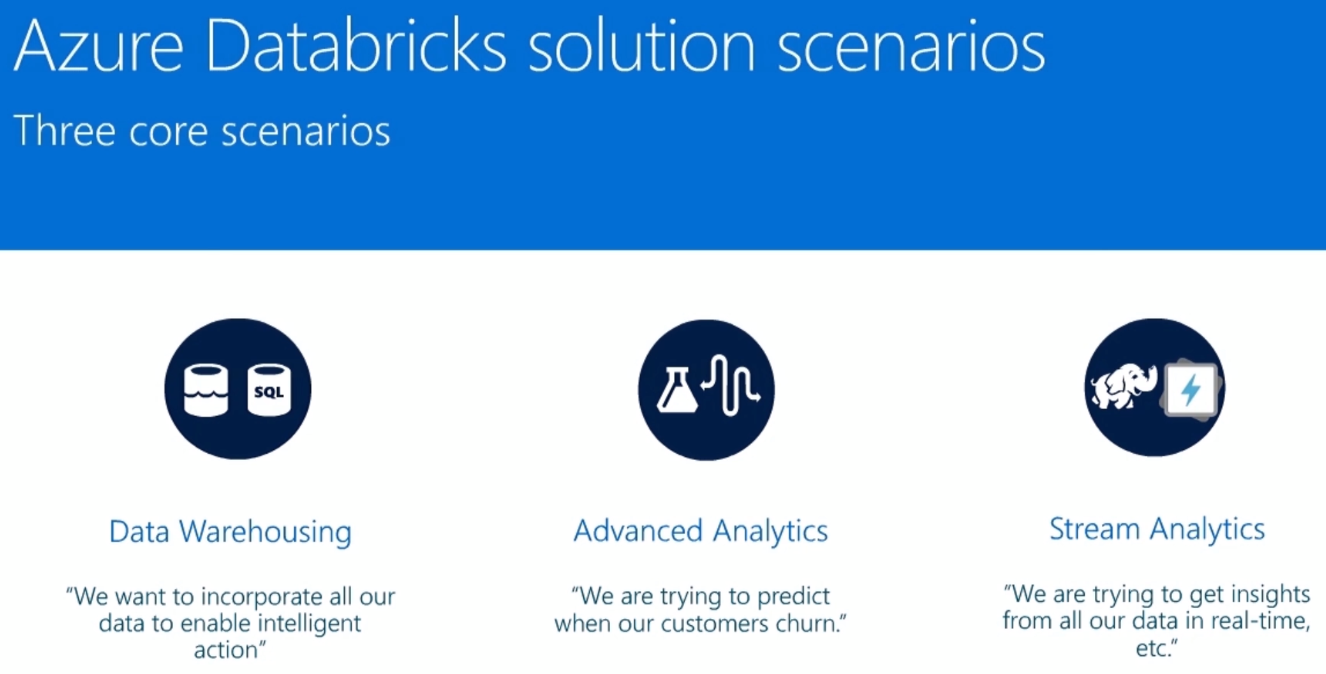 Azure Databricks solution scenarios
Three core scenarios
SQL
Data Warehousing
"We want to incorporate all our
data to enable intelligent
action"
Advanced Analytics
"We are trying to predict
when our customers churn."
Stream Analytics
"We are trying to get insights
from all our data in real-time,
etc."